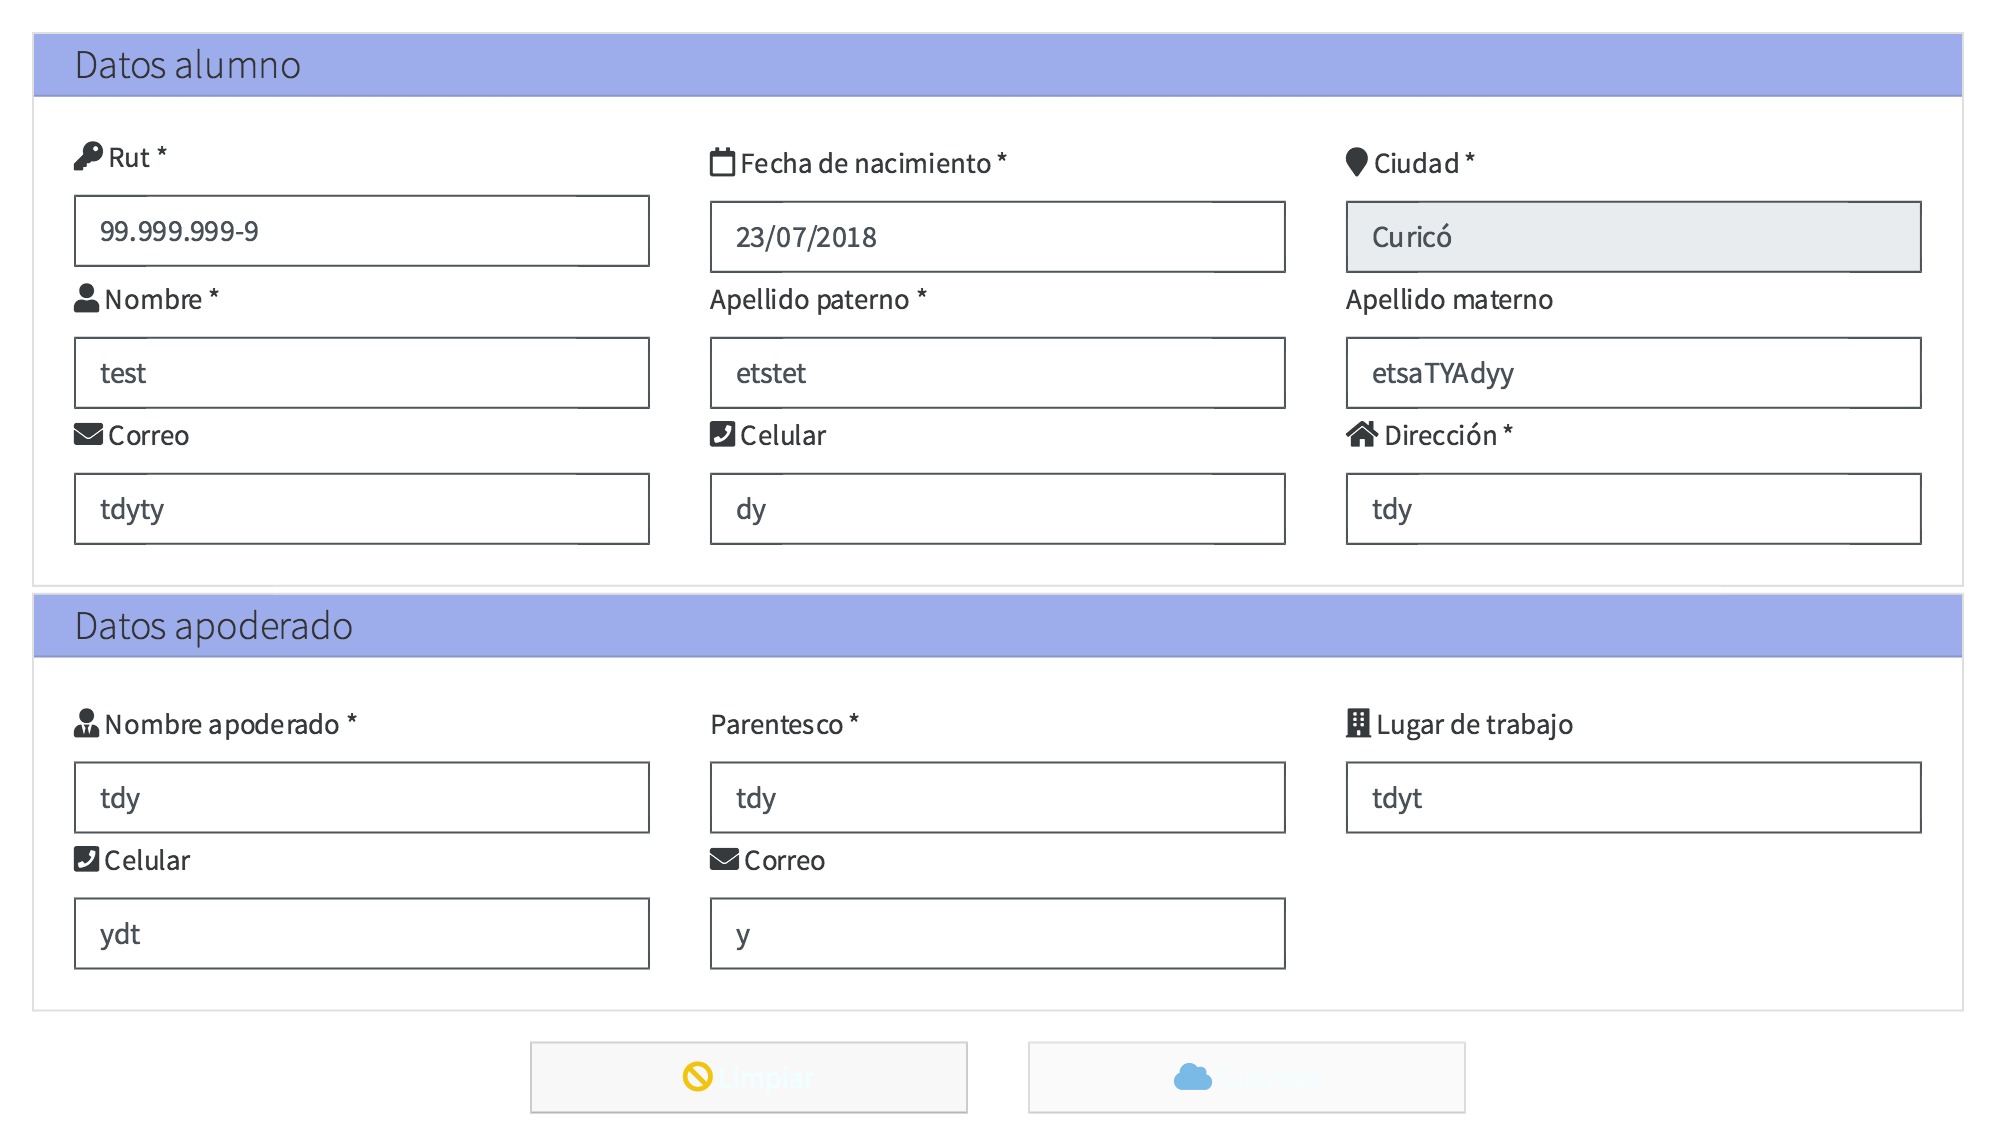 Datos alumno
Rut *
Fecha de nacimiento *
Ciudad *
99.999.999-9
23/07/2018
Curicó
Nombre *
Apellido paterno *
Apellido materno
test
etstet
etsaTYAdyy
Correo
Celular
Dirección *
tdyty
dy
tdy
Datos apoderado
Nombre apoderado *
Parentesco *
Lugar de trabajo
tdy
tdy
tdyt
Celular
Correo
ydt
y
Limpiar